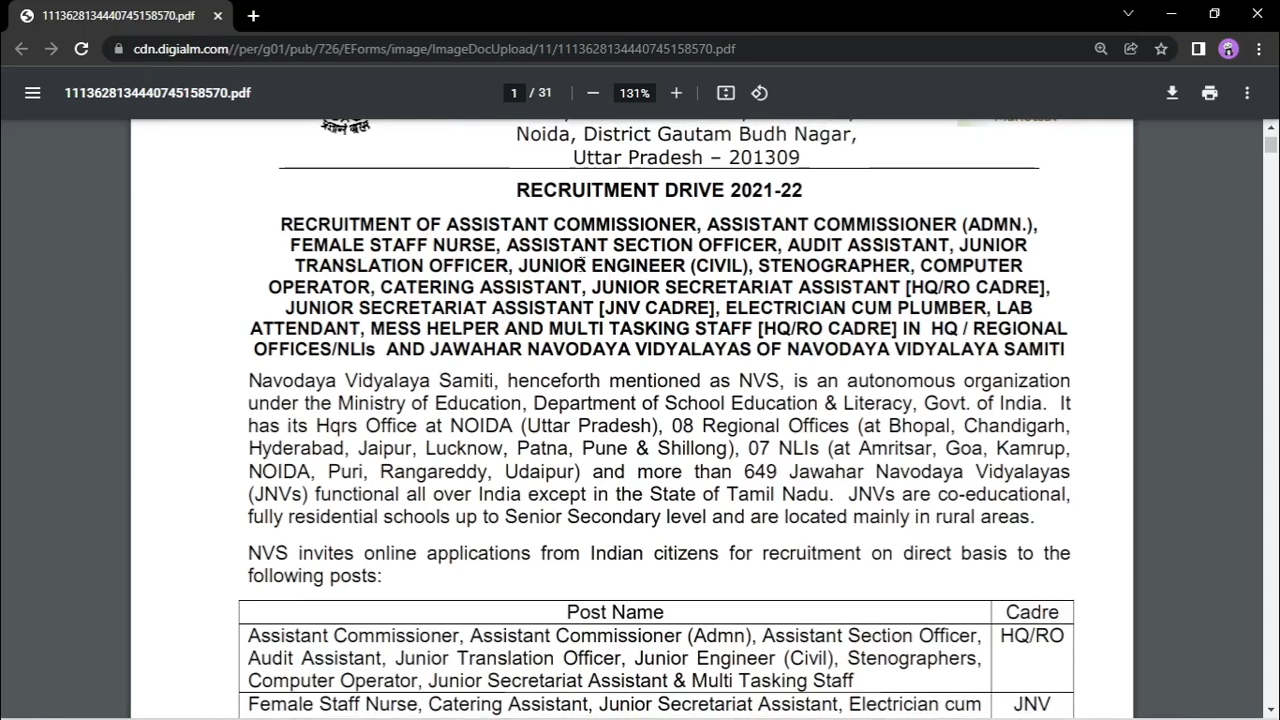 1113628134440745158570.pdf
cdn.digialm.com//per/g01/pub/726/EForms/image/ImageDocUpload/11/1113628134440745158570.pdf
1113628134440745158570.pdf
1 / 31
131%
Noida, District Gautam Budh Nagar,
Uttar Pradesh – 201309
RECRUITMENT DRIVE 2021-22
RECRUITMENT OF ASSISTANT COMMISSIONER, ASSISTANT COMMISSIONER (ADMN.),
FEMALE STAFF NURSE, ASSISTANT SECTION OFFICER, AUDIT ASSISTANT, JUNIOR
TRANSLATION OFFICER, JUNIOR ENGINEER (CIVIL), STENOGRAPHER, COMPUTER
OPERATOR, CATERING ASSISTANT, JUNIOR SECRETARIAT ASSISTANT [HQ/RO CADRE],
JUNIOR SECRETARIAT ASSISTANT [JNV CADRE], ELECTRICIAN CUM PLUMBER, LAB
ATTENDANT, MESS HELPER AND MULTI TASKING STAFF [HQ/RO CADRE] IN HQ / REGIONAL
OFFICES/NLIs AND JAWAHAR NAVODAYA VIDYALAYAS OF NAVODAYA VIDYALAYA SAMITI
Navodaya Vidyalaya Samiti, henceforth mentioned as NVS, is an autonomous organization
under the Ministry of Education, Department of School Education & Literacy, Govt. of India. It
has its Hqrs Office at NOIDA (Uttar Pradesh), 08 Regional Offices (at Bhopal, Chandigarh,
Hyderabad, Jaipur, Lucknow, Patna, Pune & Shillong), 07 NLIs (at Amritsar, Goa, Kamrup,
NOIDA, Puri, Rangareddy, Udaipur) and more than 649 Jawahar Navodaya Vidyalayas
(JNVs) functional all over India except in the State of Tamil Nadu. JNVs are co-educational,
fully residential schools up to Senior Secondary level and are located mainly in rural areas.
NVS invites online applications from Indian citizens for recruitment on direct basis to the
following posts:
Post Name Cadre
Assistant Commissioner, Assistant Commissioner (Admn), Assistant Section Officer, HQ/RO
Audit Assistant, Junior Translation Officer, Junior Engineer (Civil), Stenographers,
Computer Operator, Junior Secretariat Assistant & Multi Tasking Staff
Female Staff Nurse, Catering Assistant, Junior Secretariat Assistant, Electrician cum JNV